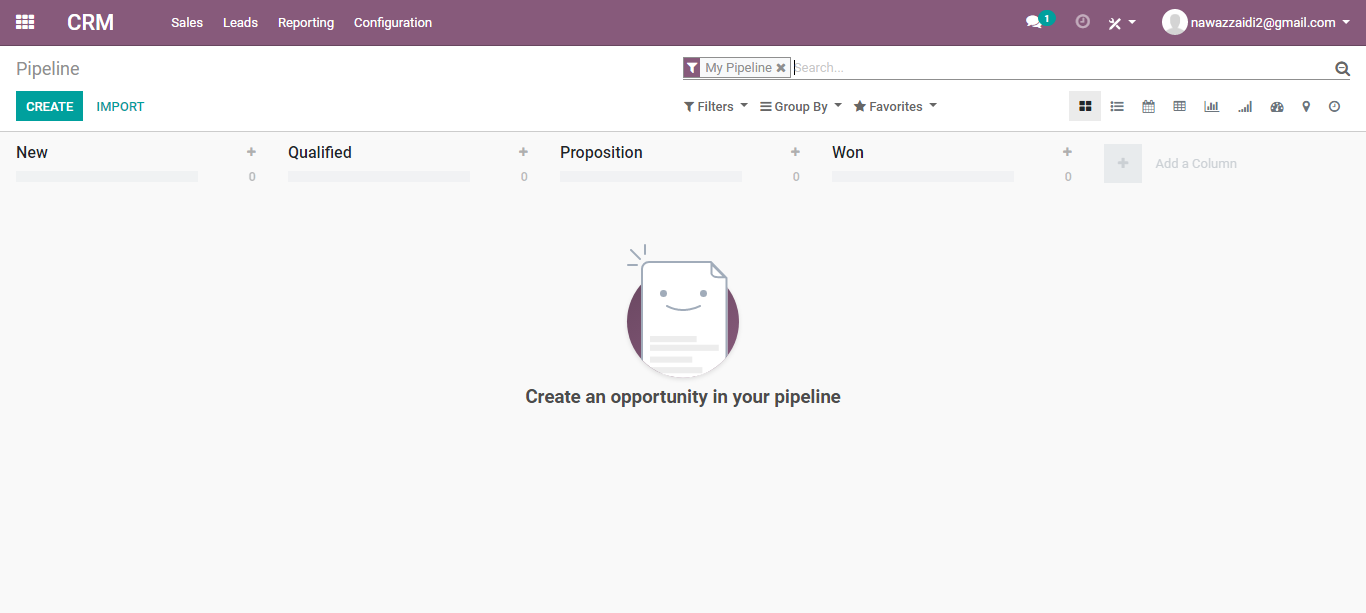 CRM Sales Leads Reporting Configuration 1 nawazzaidi2@gmail.com
Pipeline My Pipeline Search...
CREATE IMPORT Filters Group By Favorites
New Qualified Proposition Won
Add a Column
0 0 0 0
Create an opportunity in your pipeline